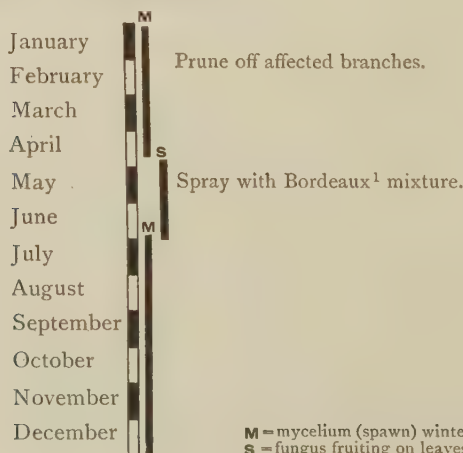 M
January
Prune off affected branches.
February
March
April
S
May
Spray with Bordeaux¹ mixture.
June
M
July
August
September
October
November
December
M = mycelium (spawn)
S = fungus fruiting on leaves